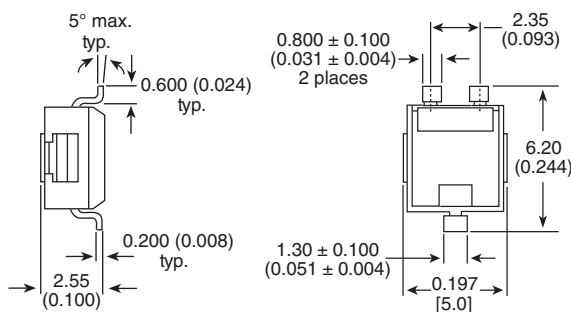 5° max.
typ.
0.600 (0.024)
typ.
0.200 (0.008)
typ.
2.55
(0.100)
2.35
(0.093)
0.800 ± 0.100
(0.031 ± 0.004)
2 places
6.20
(0.244)
1.30 ± 0.100
(0.051 ± 0.004)
0.197
[5.0]